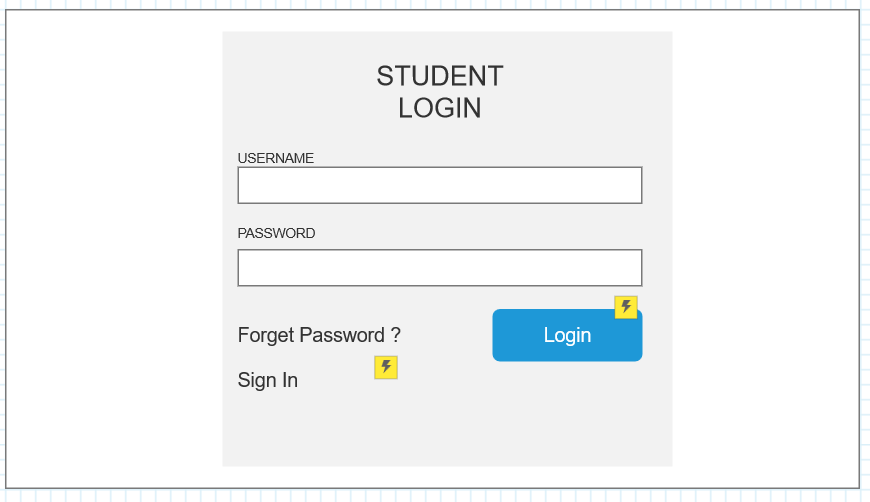 STUDENT
LOGIN
USERNAME
PASSWORD
Forget Password ?
Login
Sign In